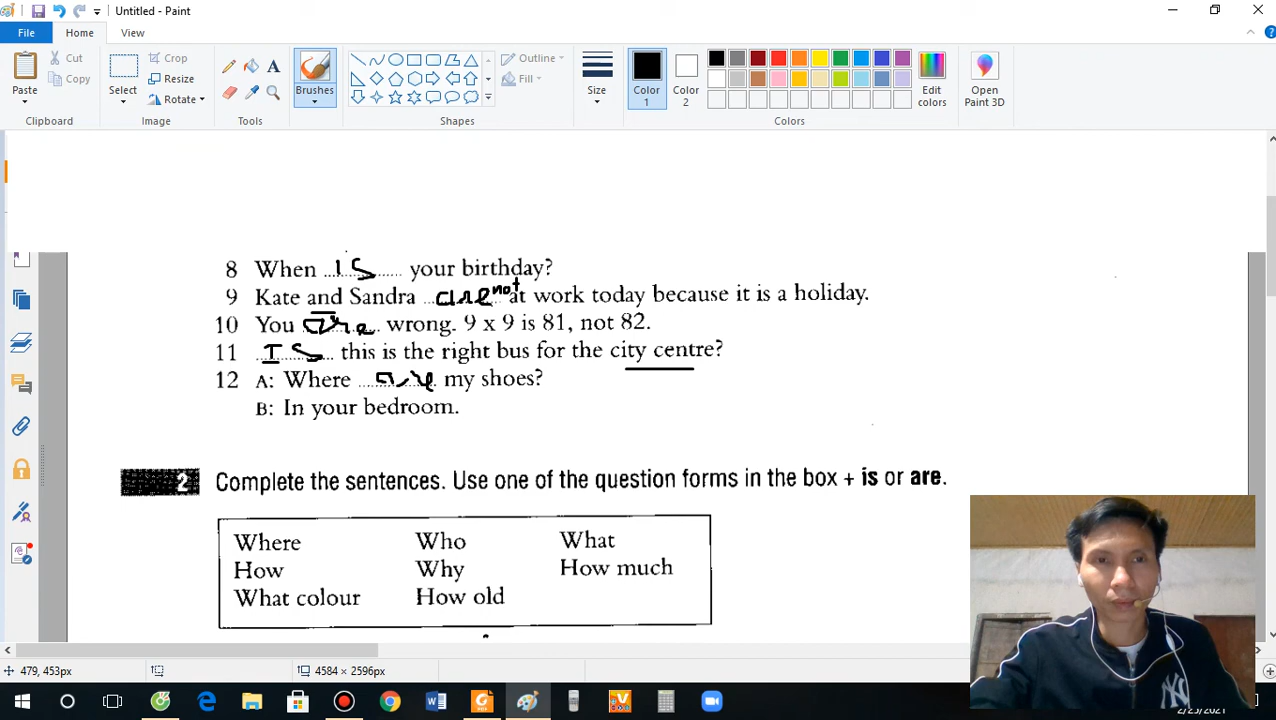 Untitled - Paint
File Home View
Paste Cut Copy Select Crop Resize Rotate Brushes Outline Fill Size Color 1 Color 2 Edit colors Open Paint 3D
Clipboard Image Tools Shapes Colors
8 When is your birthday?
9 Kate and Sandra are not at work today because it is a holiday.
10 You are wrong. 9 x 9 is 81, not 82.
11 Is this is the right bus for the city centre?
12 A: Where are my shoes?
B: In your bedroom.
2 Complete the sentences. Use one of the question forms in the box + is or are.
Where Who What
How Why How much
What colour How old
479, 453px 4584 × 2596px
2/25/2021